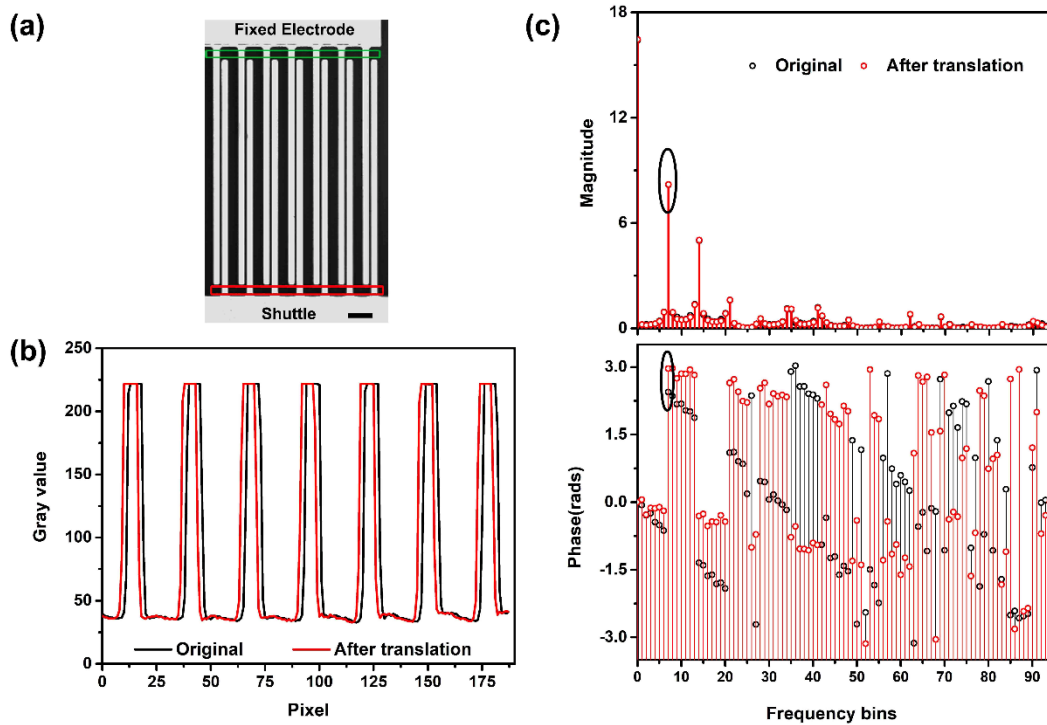 (a)
Fixed Electrode
Shuttle
(b)
250
200
150
100
50
0
Gray value
Original
After translation
0 25 50 75 100 125 150 175
Pixel
(c)
18
12
6
0
Magnitude
Original
After translation
3.0
1.5
0.0
-1.5
-3.0
Phase(rads)
0 10 20 30 40 50 60 70 80 90
Frequency bins